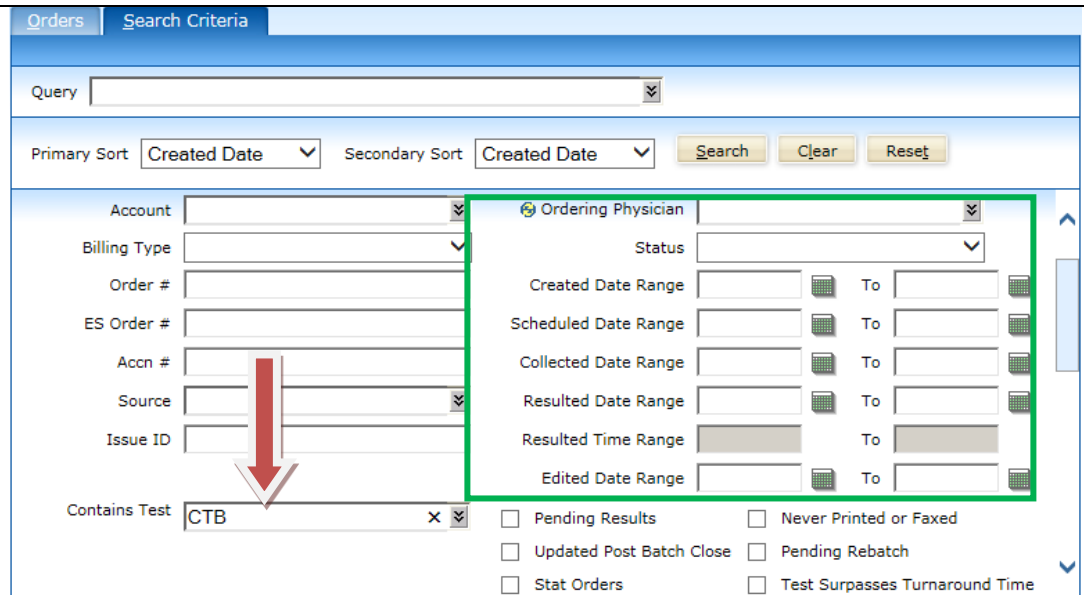 Orders Search Criteria
Query
Primary Sort Created Date Secondary Sort Created Date Search Clear Reset
Account Ordering Physician
Billing Type Status
Order # Created Date Range To
ES Order # Scheduled Date Range To
Accn # Collected Date Range To
Source Resulted Date Range To
Issue ID Resulted Time Range To
Edited Date Range To
Contains Test CTB Pending Results Never Printed or Faxed
Updated Post Batch Close Pending Rebatch
Stat Orders Test Surpasses Turnaround Time